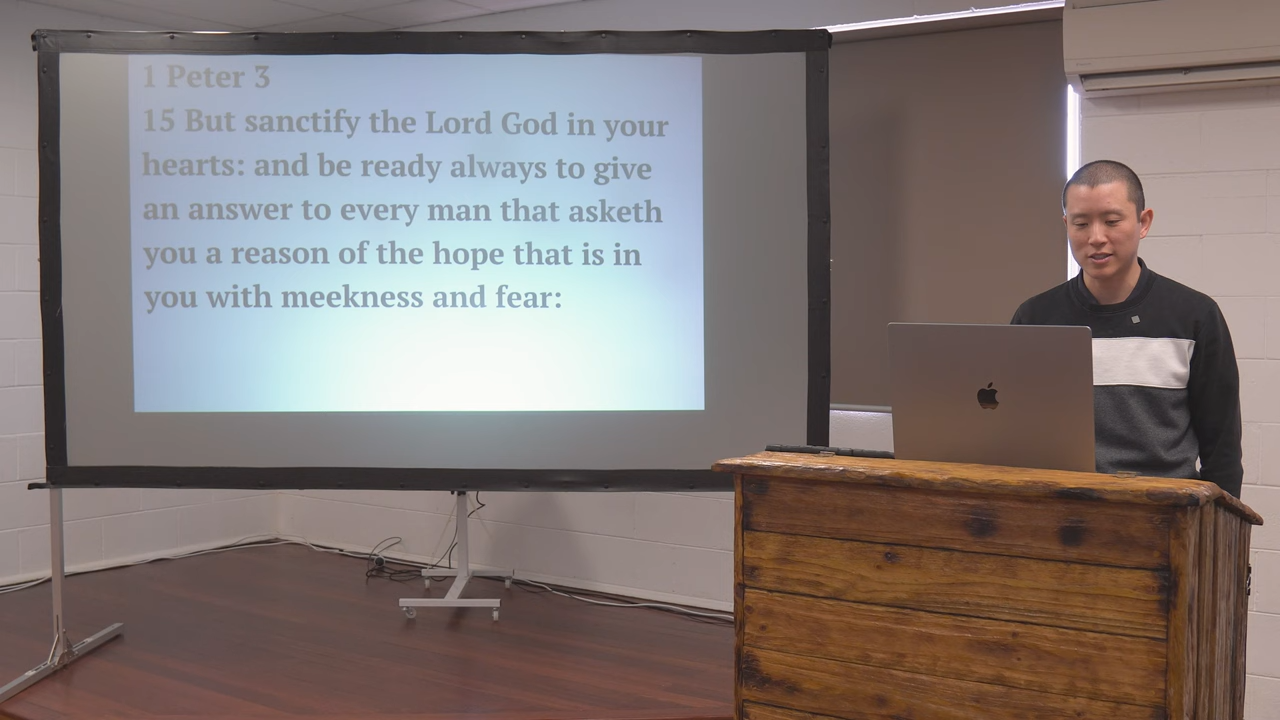 1 Peter 3
15 But sanctify the Lord God in your
hearts: and be ready always to give
an answer to every man that asketh
you a reason of the hope that is in
you with meekness and fear: